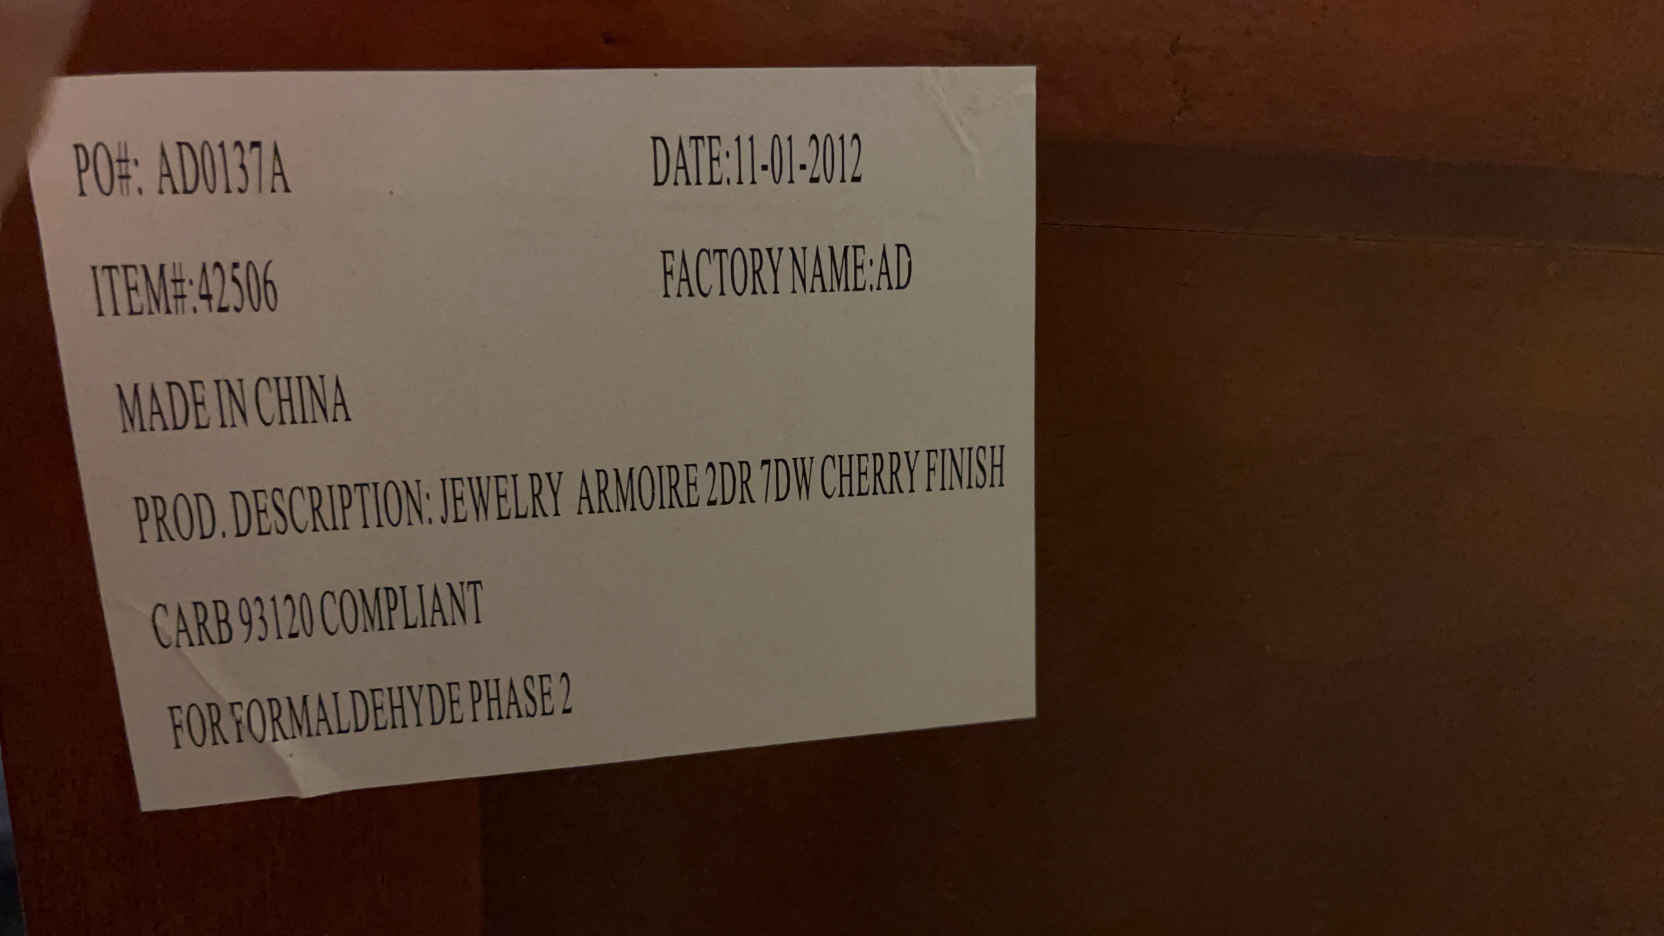 PO#: AD0137A DATE:11-01-2012
ITEM#:42506 FACTORY NAME:AD
MADE IN CHINA
PROD. DESCRIPTION: JEWELRY ARMOIRE 2DR 7DW CHERRY FINISH
CARB 93120 COMPLIANT
FOR FORMALDEHYDE PHASE 2